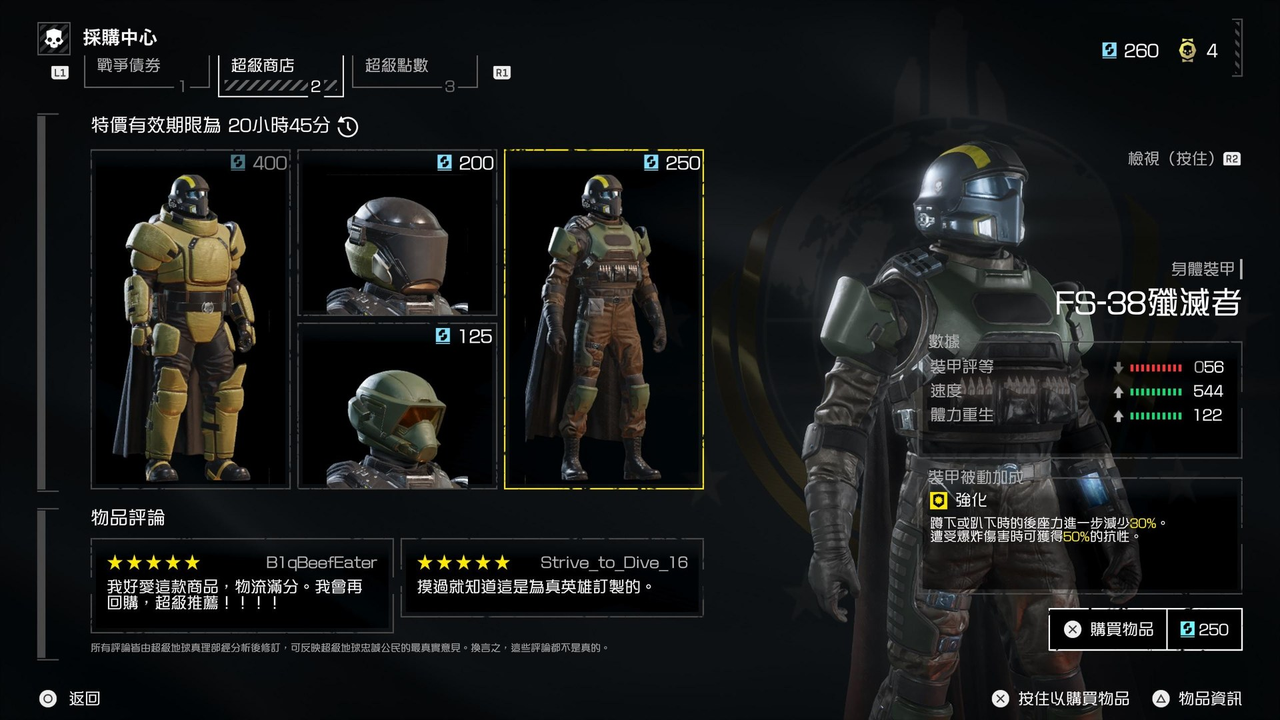 採購中心
260
4
L1
戰爭債券
1
超級商店
2
超級點數
3
R1
特價有效期限為 20小時45分
檢視（按住） R2
400
200
250
125
身體裝甲
FS-38殲滅者
數據
裝甲評等 056
速度 544
體力重生 122
裝甲被動加成
強化
蹲下或趴下時的後座力進一步減少30%。
遭受爆炸傷害時可獲得50%的抗性。
物品評論
B1qBeefEater
我好愛這款商品，物流滿分。我會再
回購，超級推薦！！！！
Strive_to_Dive_16
摸過就知道這是為真英雄訂製的。
所有評論皆由超級地球真理部經分析後修訂，可反映超級地球忠誠公民的最真實意見。換言之，這些評論都不是真的。
購買物品 250
返回
按住以購買物品
物品資訊